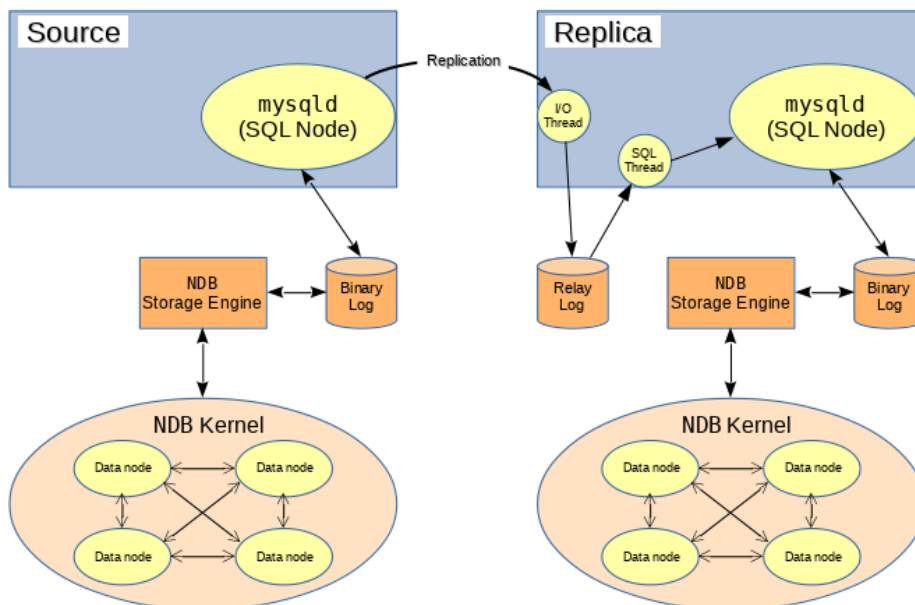 Source
Replica
Replication
mysqld
(SQL Node)
I/O
Thread
SQL
Thread
mysqld
(SQL Node)
NDB
Storage Engine
Binary
Log
Relay
Log
NDB
Storage Engine
Binary
Log
NDB Kernel
Data node
Data node
Data node
Data node
NDB Kernel
Data node
Data node
Data node
Data node